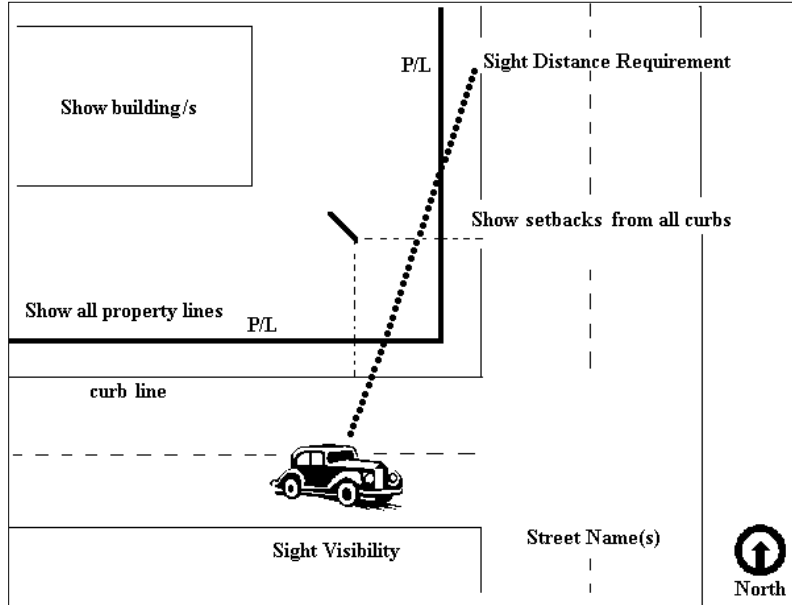 P/L
Sight Distance Requirement
Show building/s
Show setbacks from all curbs
Show all property lines
P/L
curb line
Sight Visibility
Street Name(s)
North